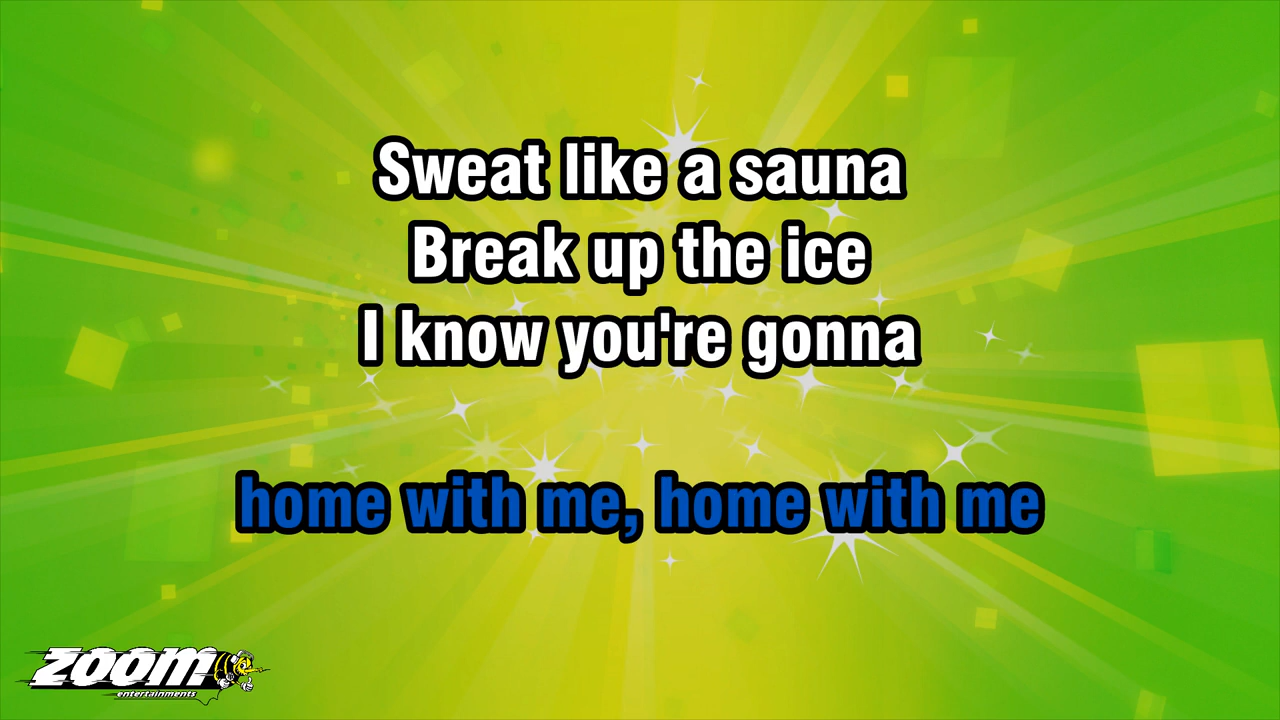 Sweat like a sauna
Break up the ice
I know you're gonna
home with me, home with me
zoom
entertainments